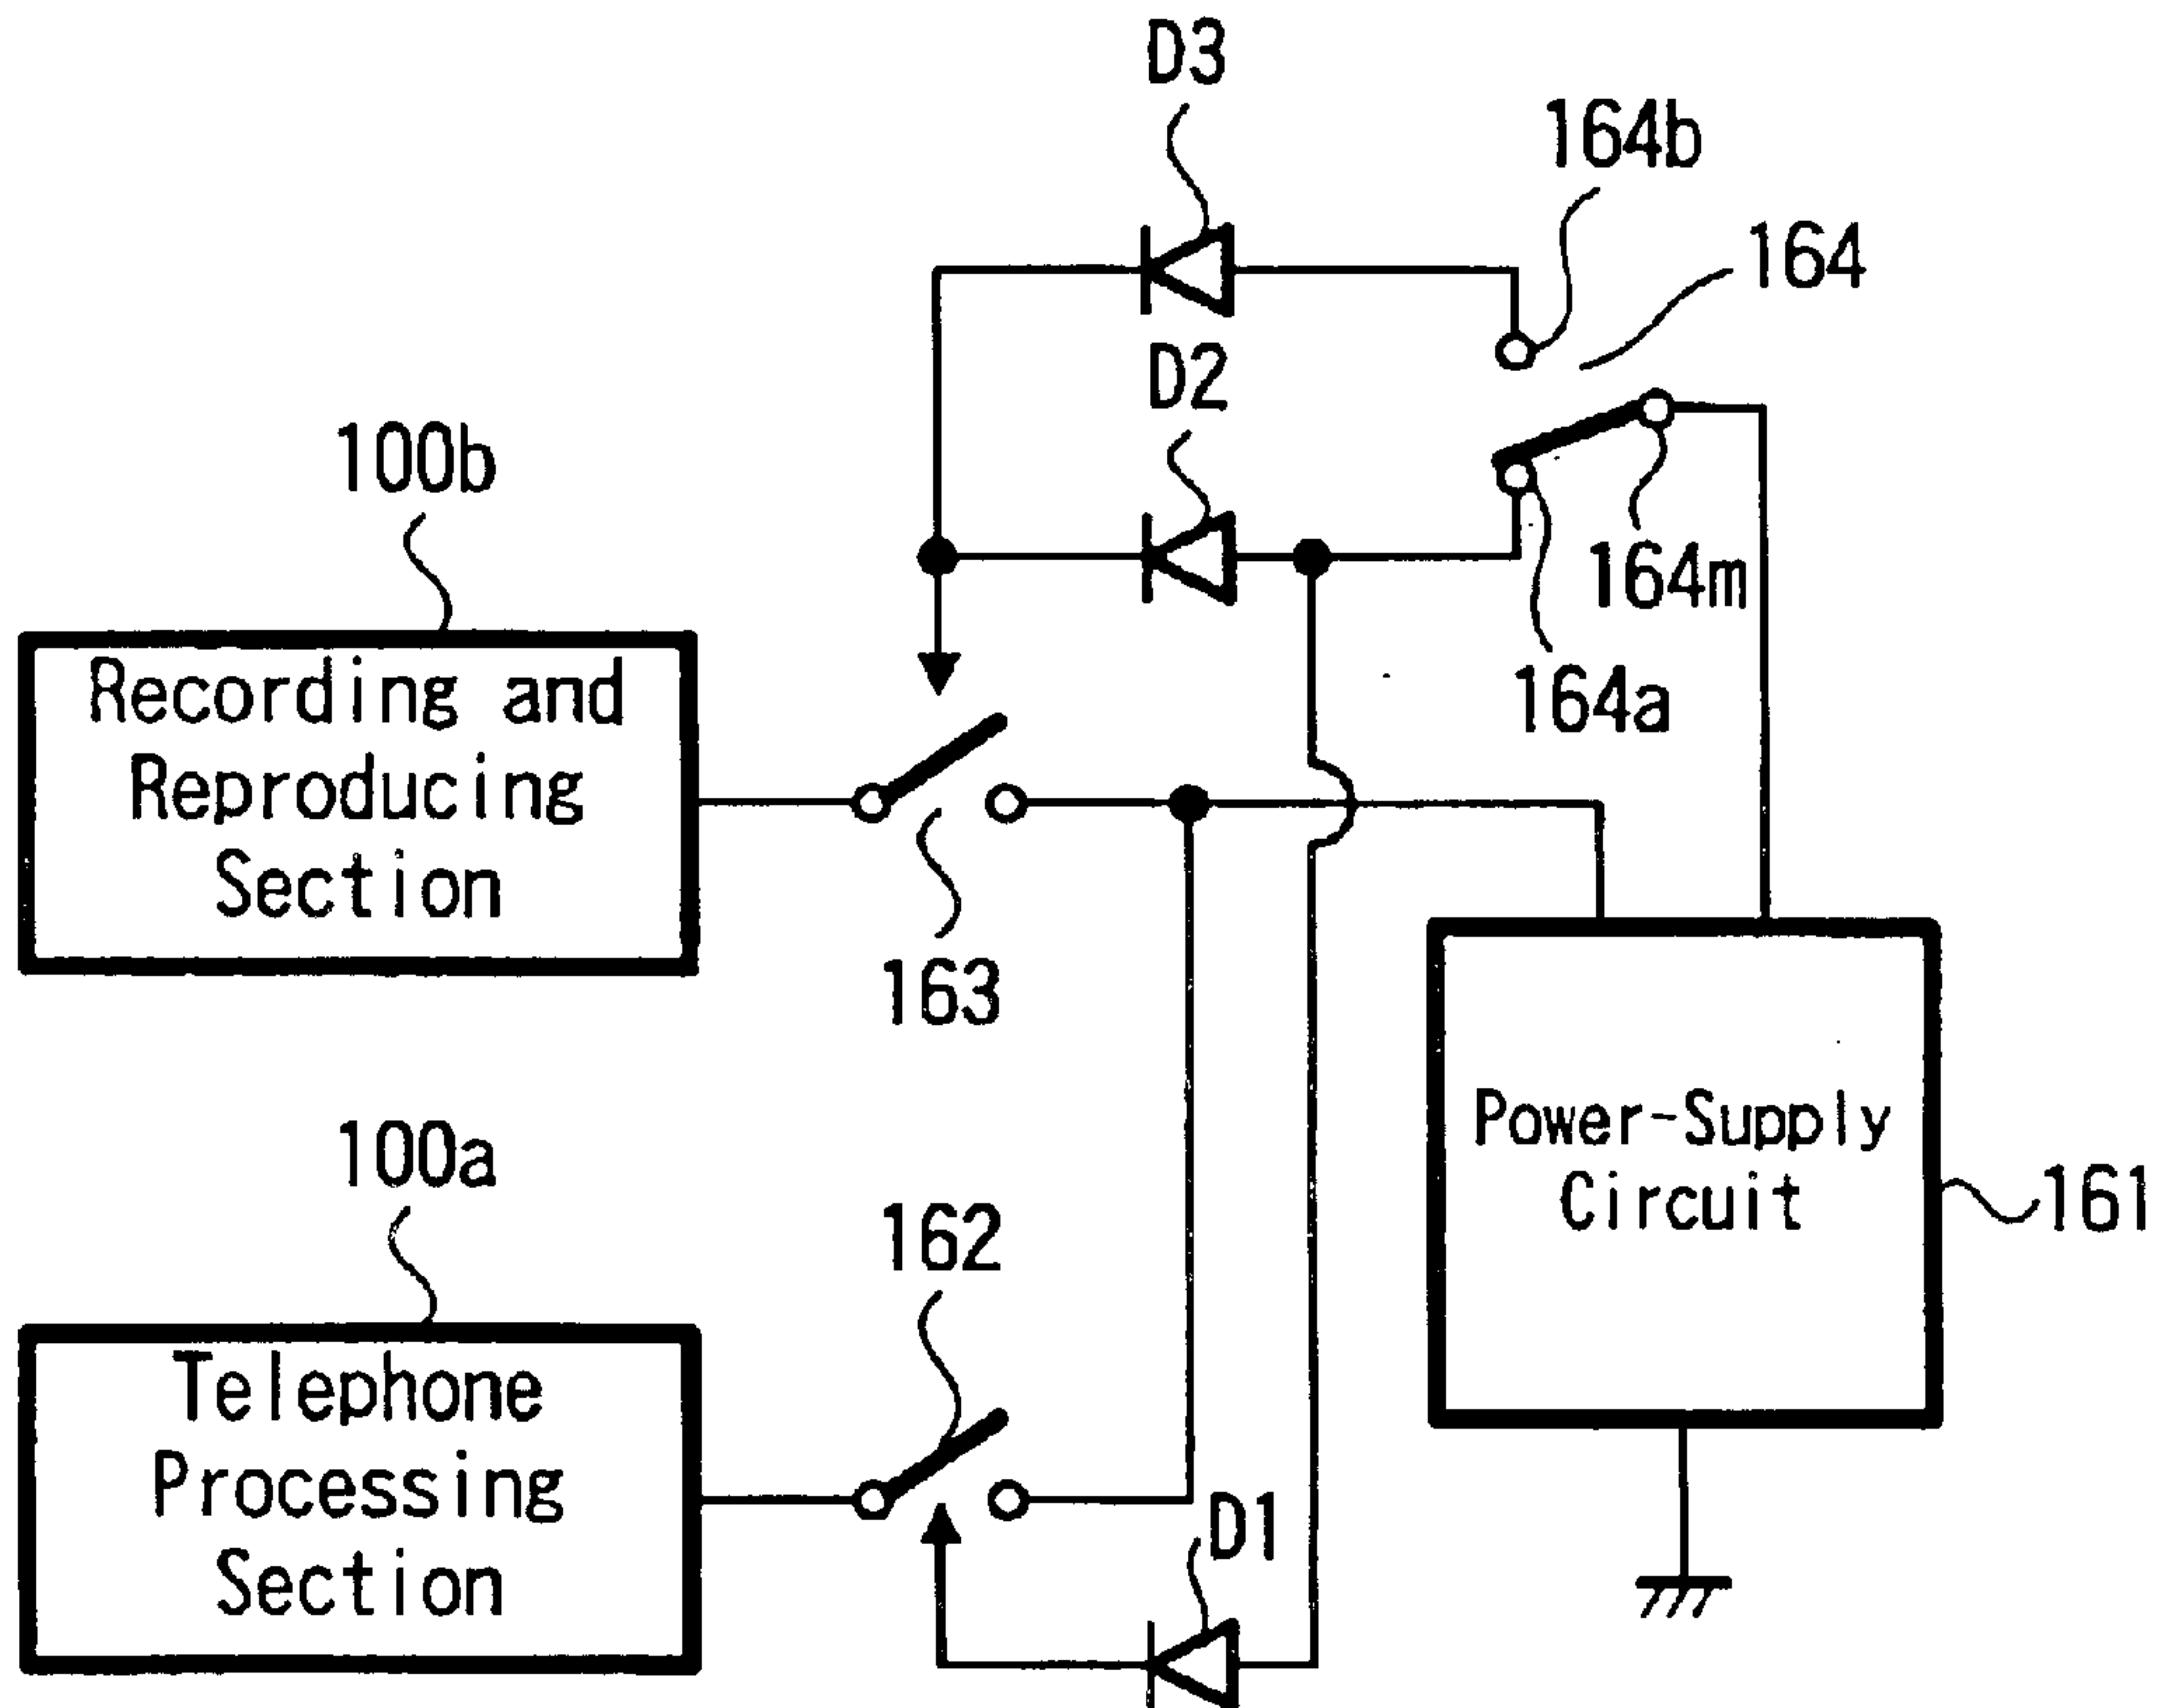 D3
164b
164
D2
100b
164m
164a
Recording and
Reproducing
Section
163
Power-Supply
Circuit
161
100a
162
Telephone
Processing
Section
D1